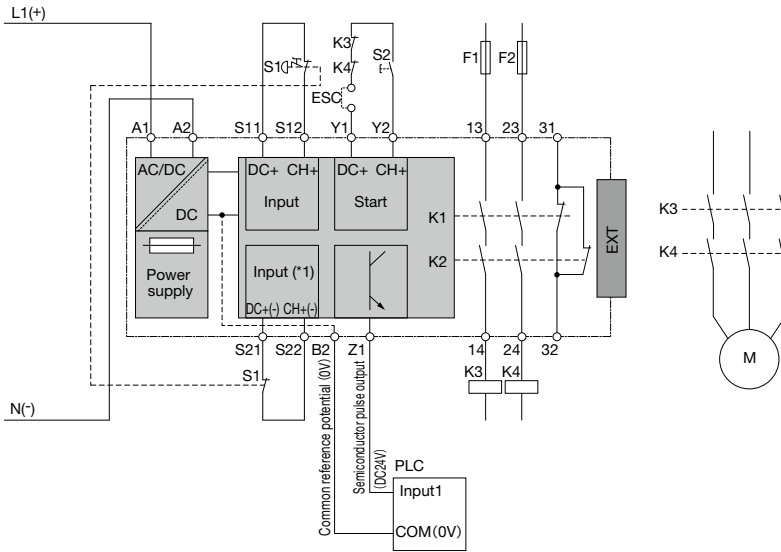 L1(+)
K3
S1
K4
S2
ESC
F1
F2
A1
A2
S11
S12
Y1
Y2
13
23
31
AC/DC
DC
DC+ CH+
Input
DC+ CH+
Start
K1
K2
EXT
K3
K4
Power
supply
Input (*1)
DC+(-) CH+(-)
M
S21
S22
B2
Z1
14
24
32
S1
K3
K4
N(-)
Common reference potential (0V)
Semiconductor pulse output
(DC24V)
PLC
Input1
COM(0V)